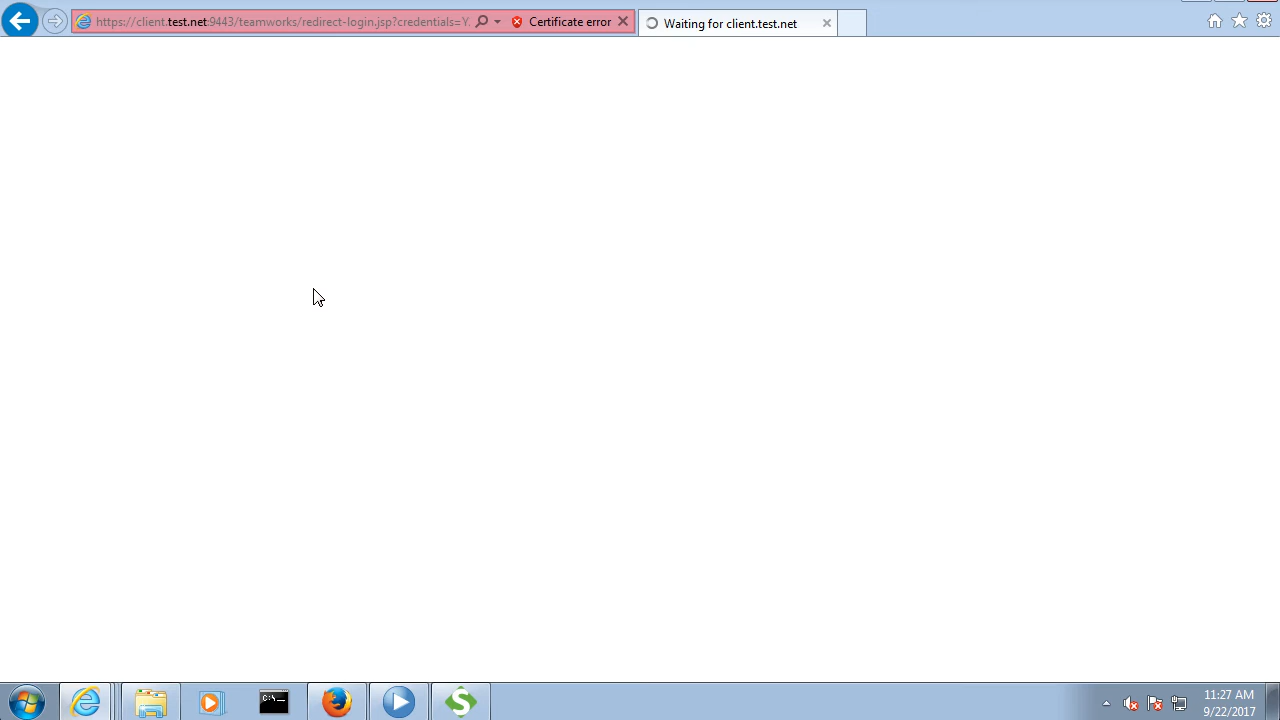 https://client.test.net:9443/teamworks/redirect-login.jsp?credentials=Y
Certificate error
Waiting for client.test.net
C:\
11:27 AM
9/22/2017